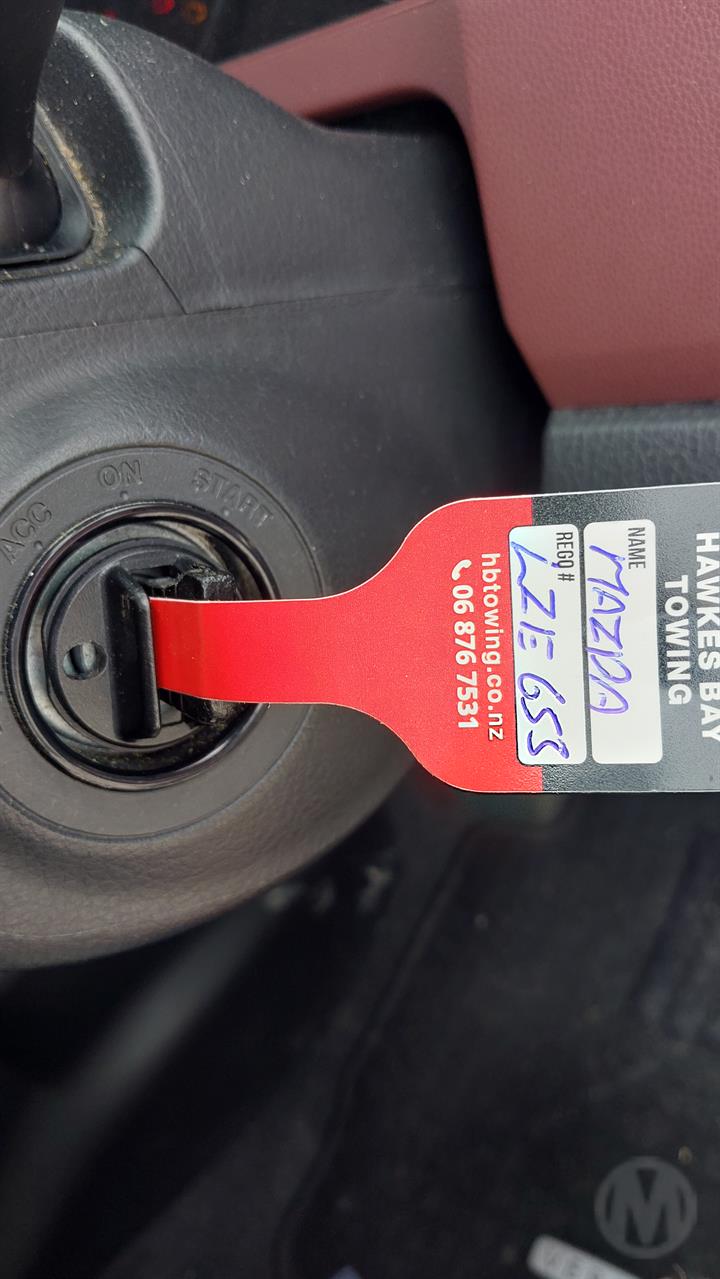 ACC ON START
HAWKES BAY
TOWING
NAME
MAZDA
REGO #
LZE 653
hbtowing.co.nz
06 876 7531
M